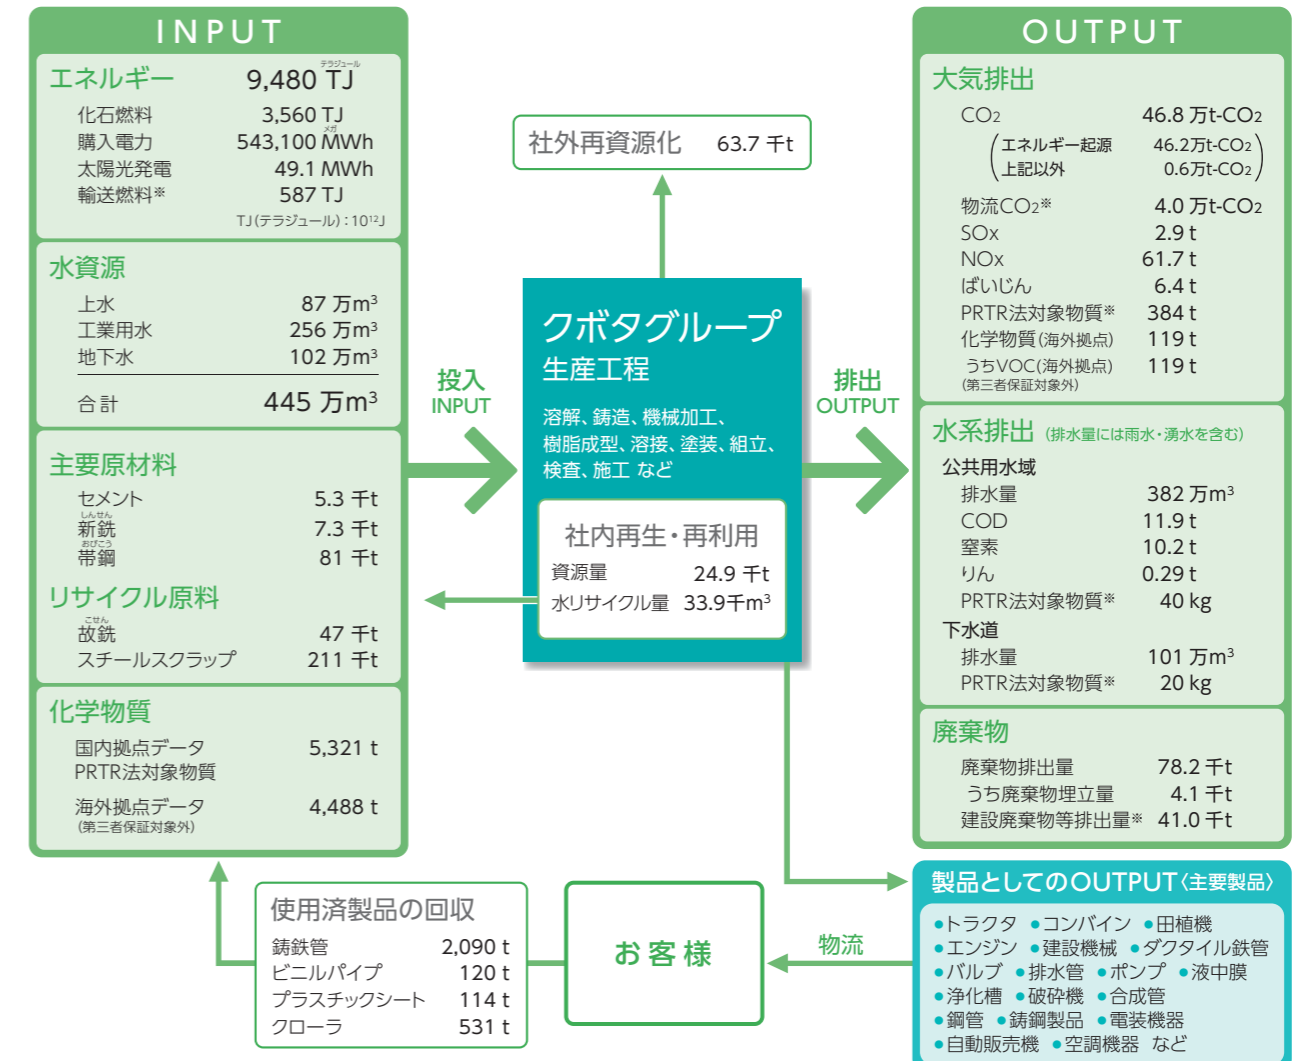 INPUT
エネルギー 9,480 TJ
テラジュール
化石燃料 3,560 TJ
購入電力 543,100 MWh
メガ
太陽光発電 49.1 MWh
輸送燃料※ 587 TJ
TJ(テラジュール):10¹²J
水資源
上水 87 万m³
工業用水 256 万m³
地下水 102 万m³
合計 445 万m³
主要原材料
セメント 5.3 千t
しんせん
新銑 7.3 千t
おびこう
帯鋼 81 千t
リサイクル原料
こせん
故銑 47 千t
スチールスクラップ 211 千t
化学物質
国内拠点データ 5,321 t
PRTR法対象物質
海外拠点データ 4,488 t
(第三者保証対象外)
社外再資源化 63.7 千t
投入
INPUT
クボタグループ
生産工程
溶解、鋳造、機械加工、
樹脂成型、溶接、塗装、組立、
検査、施工 など
社内再生・再利用
資源量 24.9 千t
水リサイクル量 33.9千m³
排出
OUTPUT
OUTPUT
大気排出
CO₂ 46.8 万t-CO₂
(エネルギー起源 46.2万t-CO₂
上記以外 0.6万t-CO₂)
物流CO₂※ 4.0 万t-CO₂
SOx 2.9 t
NOx 61.7 t
ばいじん 6.4 t
PRTR法対象物質※ 384 t
化学物質(海外拠点) 119 t
うちVOC(海外拠点) 119 t
(第三者保証対象外)
水系排出 (排水量には雨水・湧水を含む)
公共用水域
排水量 382 万m³
COD 11.9 t
窒素 10.2 t
りん 0.29 t
PRTR法対象物質※ 40 kg
下水道
排水量 101 万m³
PRTR法対象物質※ 20 kg
廃棄物
廃棄物排出量 78.2 千t
うち廃棄物埋立量 4.1 千t
建設廃棄物等排出量※ 41.0 千t
製品としてのOUTPUT〈主要製品〉
●トラクタ ●コンバイン ●田植機
●エンジン ●建設機械 ●ダクタイル鉄管
●バルブ ●排水管 ●ポンプ ●液中膜
●浄化槽 ●破砕機 ●合成管
●鋼管 ●鋳鋼製品 ●電装機器
●自動販売機 ●空調機器 など
物流
お客様
使用済製品の回収
鋳鉄管 2,090 t
ビニルパイプ 120 t
プラスチックシート 114 t
クローラ 531 t